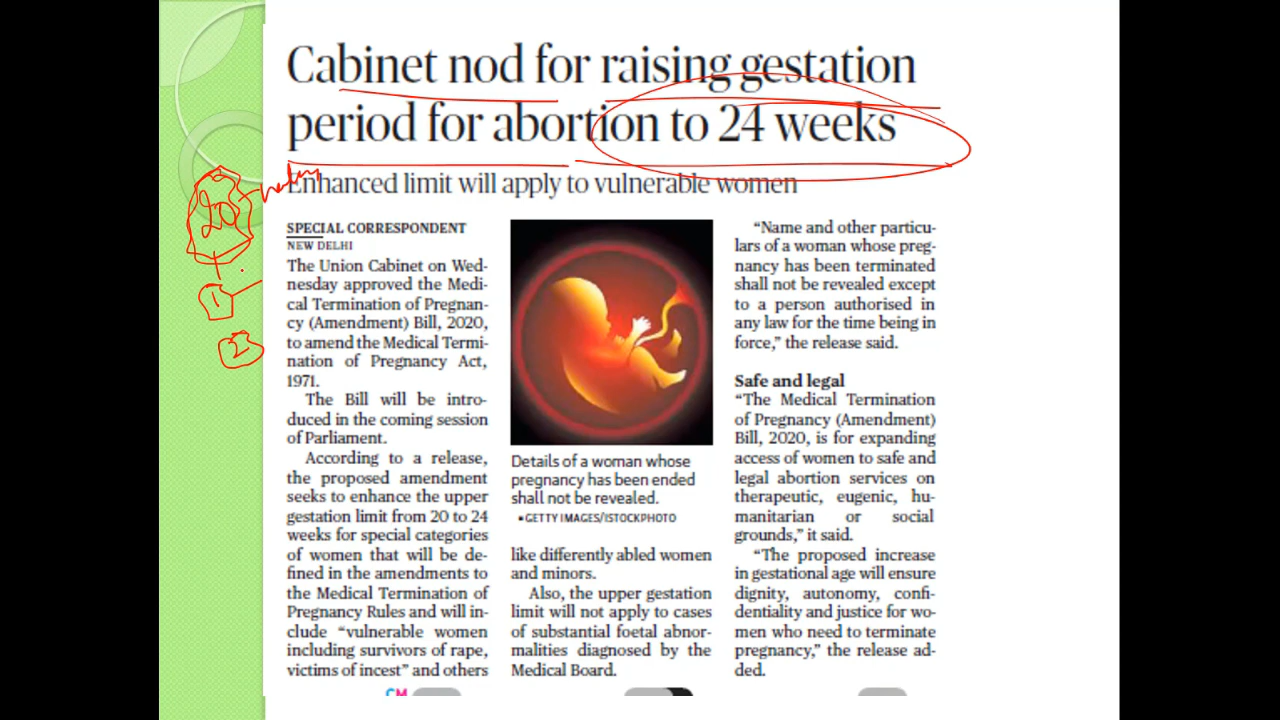 Cabinet nod for raising gestation
period for abortion to 24 weeks
Enhanced limit will apply to vulnerable women
20
1
2
SPECIAL CORRESPONDENT
NEW DELHI
The Union Cabinet on Wed-
nesday approved the Medi-
cal Termination of Pregnan-
cy (Amendment) Bill, 2020,
to amend the Medical Termi-
nation of Pregnancy Act,
1971.
The Bill will be intro-
duced in the coming session
of Parliament.
According to a release,
the proposed amendment
seeks to enhance the upper
gestation limit from 20 to 24
weeks for special categories
of women that will be de-
fined in the amendments to
the Medical Termination of
Pregnancy Rules and will in-
clude “vulnerable women
including survivors of rape,
victims of incest” and others
Details of a woman whose
pregnancy has been ended
shall not be revealed.
▪GETTY IMAGES/ISTOCKPHOTO
like differently abled women
and minors.
Also, the upper gestation
limit will not apply to cases
of substantial foetal abnor-
malities diagnosed by the
Medical Board.
“Name and other particu-
lars of a woman whose preg-
nancy has been terminated
shall not be revealed except
to a person authorised in
any law for the time being in
force,” the release said.
Safe and legal
“The Medical Termination
of Pregnancy (Amendment)
Bill, 2020, is for expanding
access of women to safe and
legal abortion services on
therapeutic, eugenic, hu-
manitarian or social
grounds,” it said.
“The proposed increase
in gestational age will ensure
dignity, autonomy, confi-
dentiality and justice for wo-
men who need to terminate
pregnancy,” the release ad-
ded.
CM